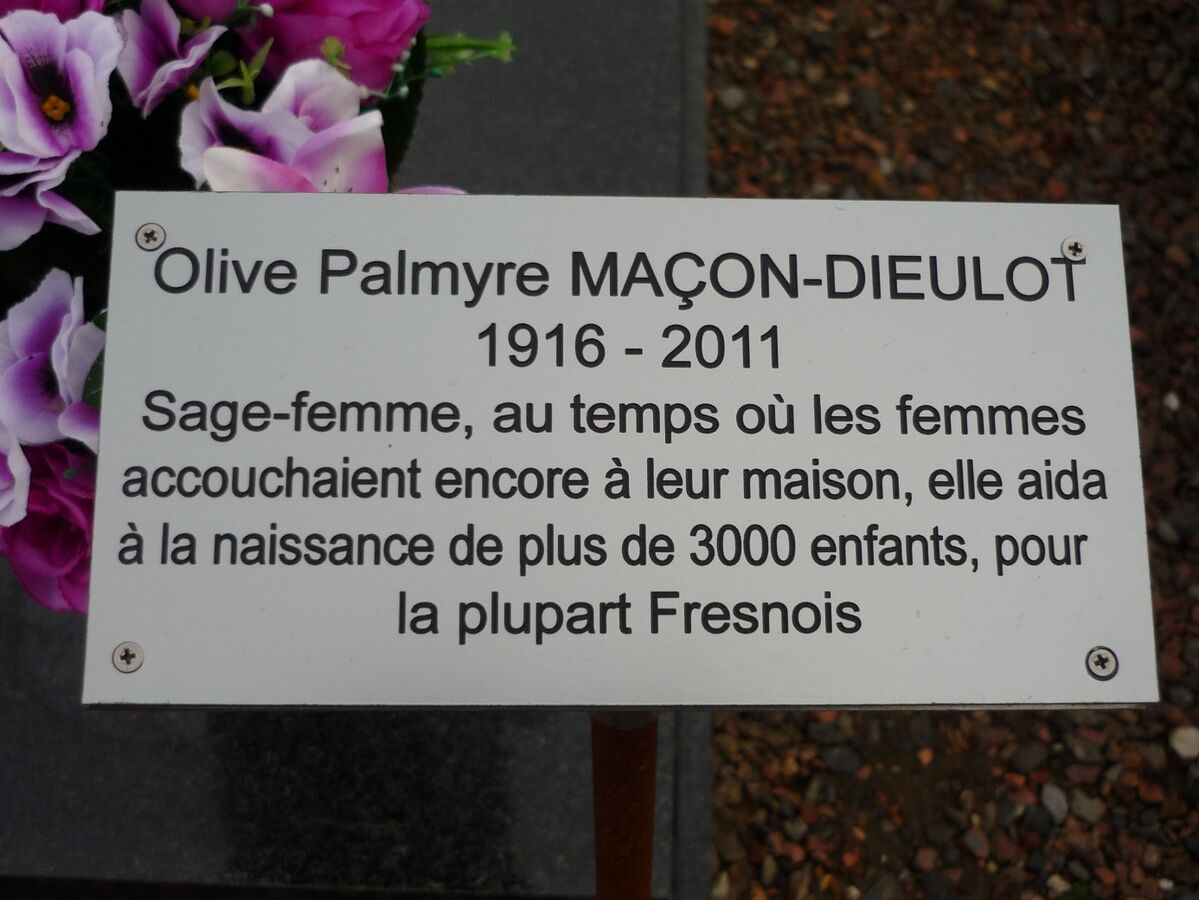 Olive Palmyre MAÇON-DIEULOT
1916 - 2011
Sage-femme, au temps où les femmes
accouchaient encore à leur maison, elle aida
à la naissance de plus de 3000 enfants, pour
la plupart Fresnois